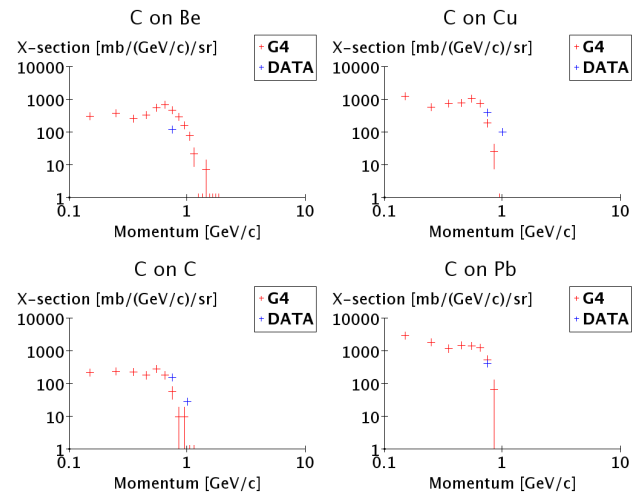 C on Be
X-section [mb/(GeV/c)/sr]
G4
DATA
10000
1000
100
10
1
0.1
1
10
Momentum [GeV/c]
C on Cu
X-section [mb/(GeV/c)/sr]
G4
DATA
10000
1000
100
10
1
0.1
1
10
Momentum [GeV/c]
C on C
X-section [mb/(GeV/c)/sr]
G4
DATA
10000
1000
100
10
1
0.1
1
10
Momentum [GeV/c]
C on Pb
X-section [mb/(GeV/c)/sr]
G4
DATA
10000
1000
100
10
1
0.1
1
10
Momentum [GeV/c]